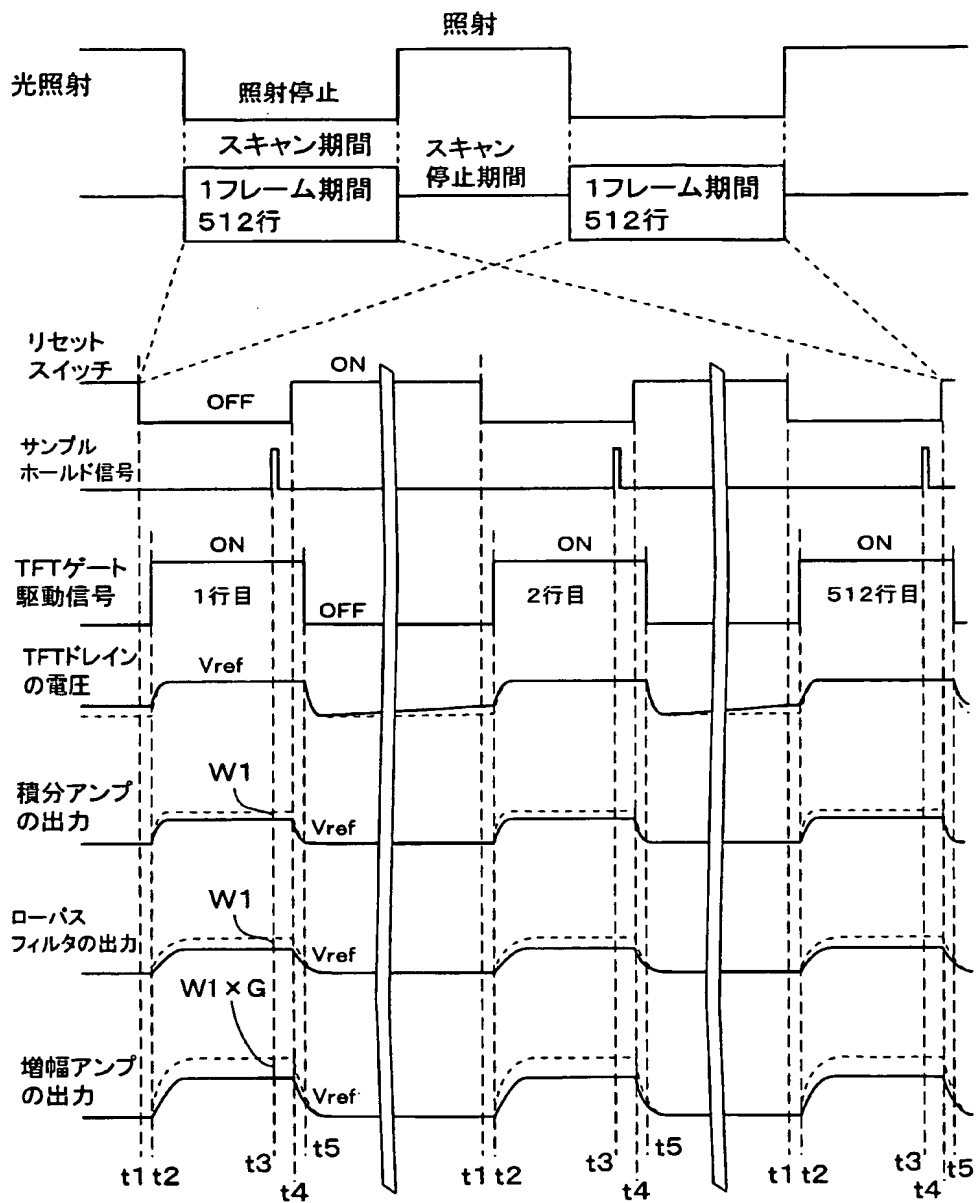 照射
光照射
照射停止
スキャン期間
スキャン
停止期間
1フレーム期間
512行
1フレーム期間
512行
リセット
スイッチ
ON
OFF
サンプル
ホールド信号
TFTゲート
駆動信号
ON
1行目
OFF
ON
2行目
ON
512行目
TFTドレイン
の電圧
Vref
積分アンプ
の出力
W1
Vref
ローパス
フィルタの出力
W1
Vref
W1×G
増幅アンプ
の出力
Vref
t1 t2 t3 t4 t5
t1 t2 t3 t4 t5
t1 t2 t3 t4 t5